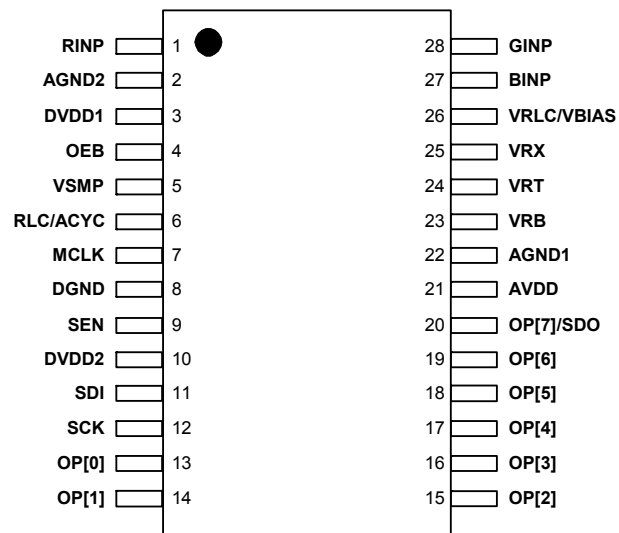 RINP 1 28 GINP
AGND2 2 27 BINP
DVDD1 3 26 VRLC/VBIAS
OEB 4 25 VRX
VSMP 5 24 VRT
RLC/ACYC 6 23 VRB
MCLK 7 22 AGND1
DGND 8 21 AVDD
SEN 9 20 OP[7]/SDO
DVDD2 10 19 OP[6]
SDI 11 18 OP[5]
SCK 12 17 OP[4]
OP[0] 13 16 OP[3]
OP[1] 14 15 OP[2]